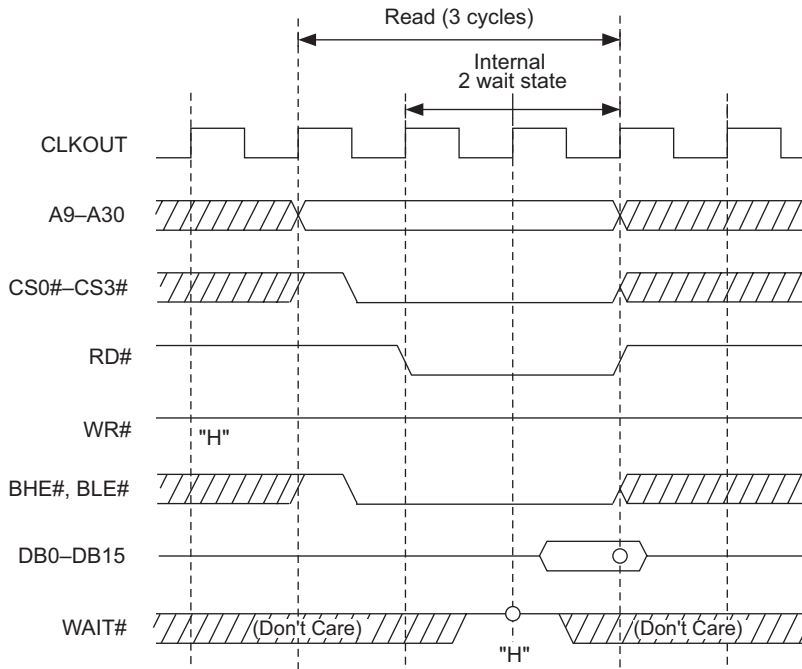 Read (3 cycles)
Internal
2 wait state
CLKOUT
A9–A30
CS0#–CS3#
RD#
WR#
"H"
BHE#, BLE#
DB0–DB15
WAIT#
(Don't Care)
(Don't Care)
"H"